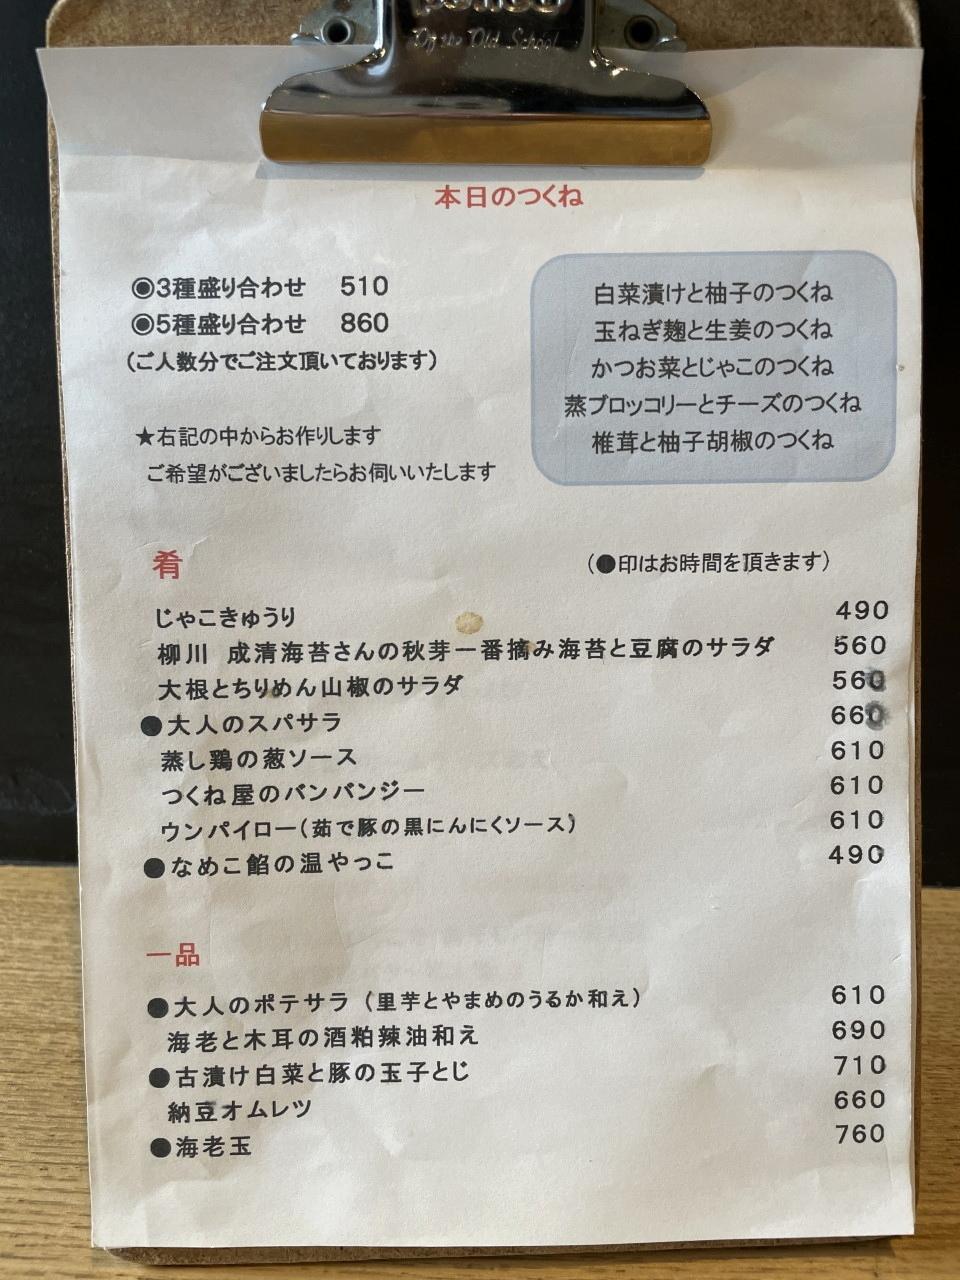 Of the Old School
本日のつくね
◉3種盛り合わせ 510
◉5種盛り合わせ 860
(ご人数分でご注文頂いております)
★右記の中からお作りします
ご希望がございましたらお伺いいたします
白菜漬けと柚子のつくね
玉ねぎ麹と生姜のつくね
かつお菜とじゃこのつくね
蒸ブロッコリーとチーズのつくね
椎茸と柚子胡椒のつくね
肴 (●印はお時間を頂きます)
じゃこきゅうり 490
柳川 成清海苔さんの秋芽一番摘み海苔と豆腐のサラダ 560
大根とちりめん山椒のサラダ 560
●大人のスパサラ 660
蒸し鶏の葱ソース 610
つくね屋のバンバンジー 610
ウンパイロー(茹で豚の黒にんにくソース) 610
●なめこ餡の温やっこ 490
一品
●大人のポテサラ (里芋とやまめのうるか和え) 610
海老と木耳の酒粕辣油和え 690
●古漬け白菜と豚の玉子とじ 710
納豆オムレツ 660
●海老玉 760